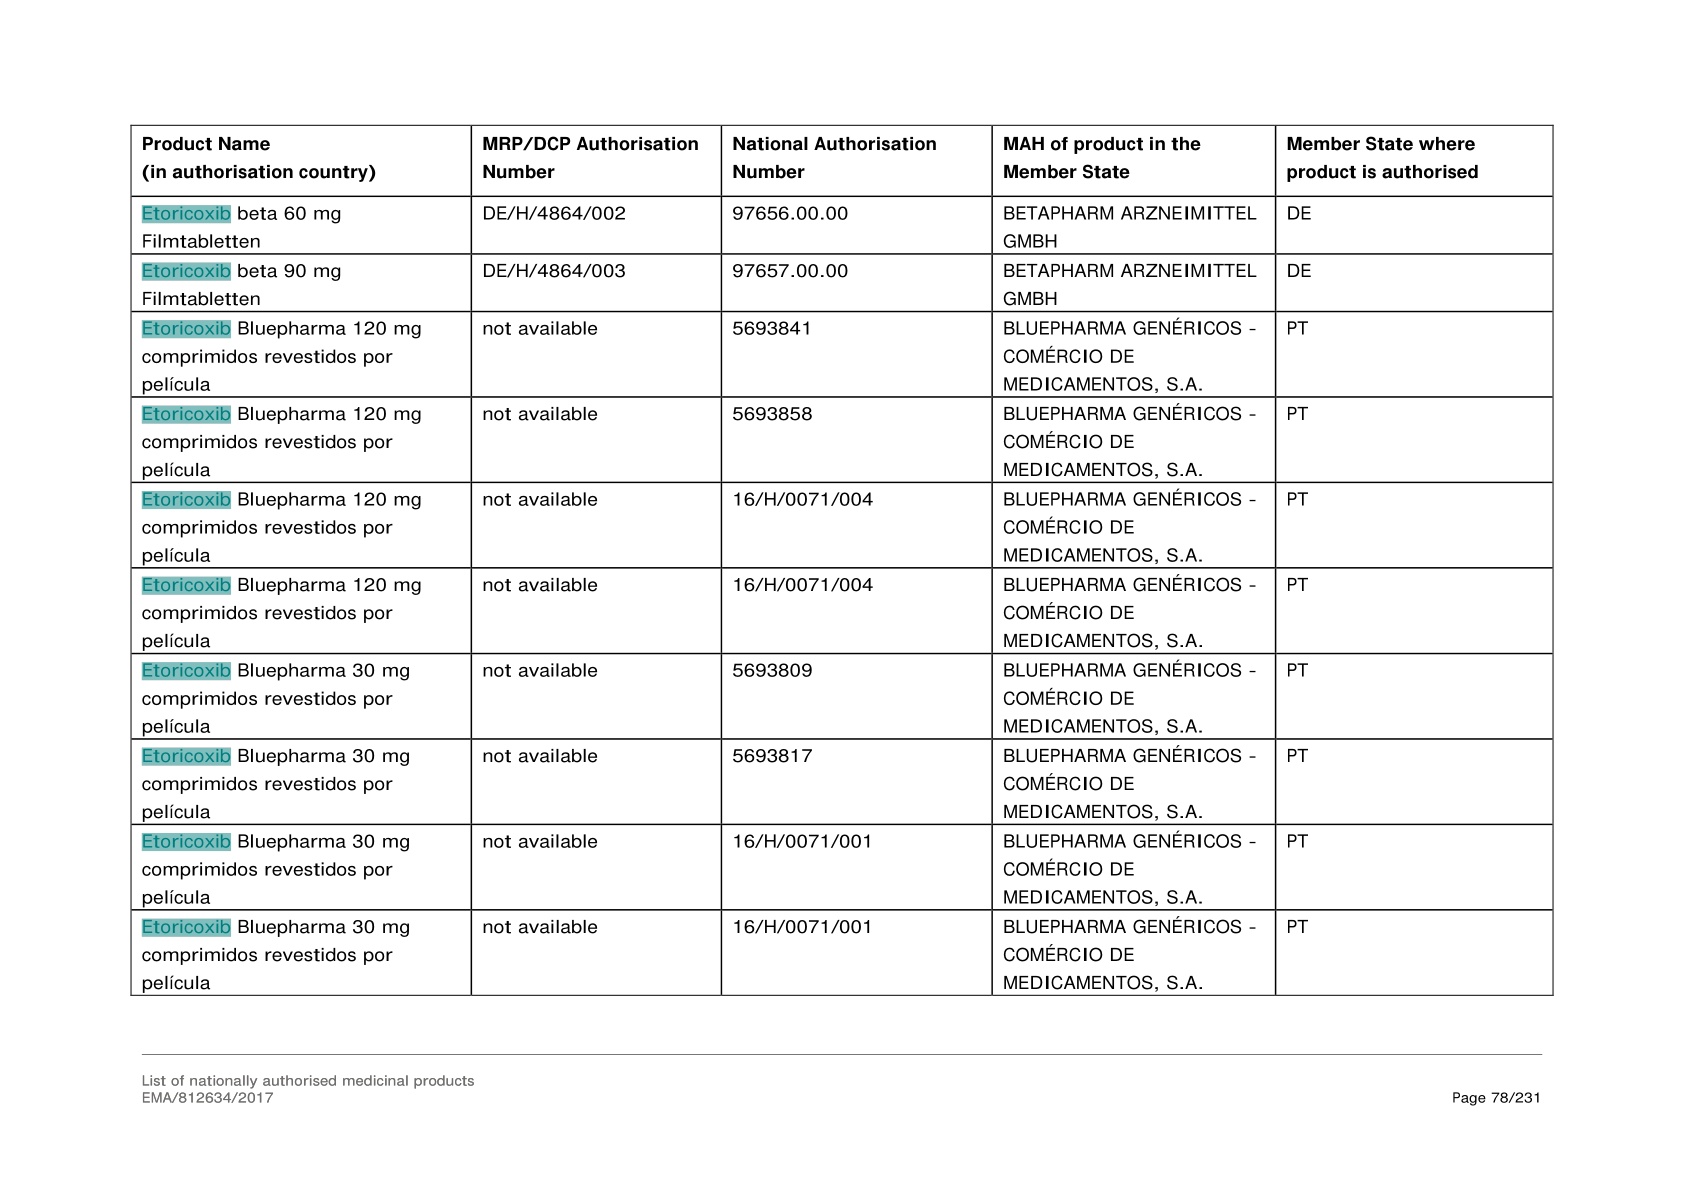 Product Name
(in authorisation country)
MRP/DCP Authorisation
Number
National Authorisation
Number
MAH of product in the
Member State
Member State where
product is authorised
Etoricoxib beta 60 mg
Filmtabletten
DE/H/4864/002
97656.00.00
BETAPHARM ARZNEIMITTEL
GMBH
DE
Etoricoxib beta 90 mg
Filmtabletten
DE/H/4864/003
97657.00.00
BETAPHARM ARZNEIMITTEL
GMBH
DE
Etoricoxib Bluepharma 120 mg
comprimidos revestidos por
película
not available
5693841
BLUEPHARMA GENÉRICOS -
COMÉRCIO DE
MEDICAMENTOS, S.A.
PT
Etoricoxib Bluepharma 120 mg
comprimidos revestidos por
película
not available
5693858
BLUEPHARMA GENÉRICOS -
COMÉRCIO DE
MEDICAMENTOS, S.A.
PT
Etoricoxib Bluepharma 120 mg
comprimidos revestidos por
película
not available
16/H/0071/004
BLUEPHARMA GENÉRICOS -
COMÉRCIO DE
MEDICAMENTOS, S.A.
PT
Etoricoxib Bluepharma 120 mg
comprimidos revestidos por
película
not available
16/H/0071/004
BLUEPHARMA GENÉRICOS -
COMÉRCIO DE
MEDICAMENTOS, S.A.
PT
Etoricoxib Bluepharma 30 mg
comprimidos revestidos por
película
not available
5693809
BLUEPHARMA GENÉRICOS -
COMÉRCIO DE
MEDICAMENTOS, S.A.
PT
Etoricoxib Bluepharma 30 mg
comprimidos revestidos por
película
not available
5693817
BLUEPHARMA GENÉRICOS -
COMÉRCIO DE
MEDICAMENTOS, S.A.
PT
Etoricoxib Bluepharma 30 mg
comprimidos revestidos por
película
not available
16/H/0071/001
BLUEPHARMA GENÉRICOS -
COMÉRCIO DE
MEDICAMENTOS, S.A.
PT
Etoricoxib Bluepharma 30 mg
comprimidos revestidos por
película
not available
16/H/0071/001
BLUEPHARMA GENÉRICOS -
COMÉRCIO DE
MEDICAMENTOS, S.A.
PT
List of nationally authorised medicinal products
EMA/812634/2017
Page 78/231